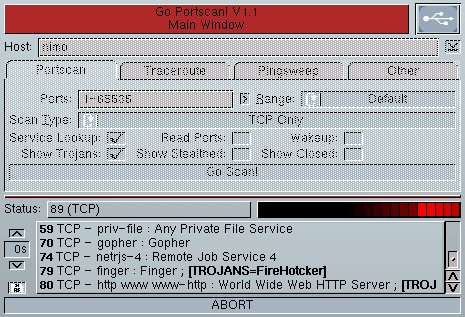 Go Portscan! V1.1
Main Window
Host: nimo
Portscan Traceroute Pingsweep Other
Ports: 1-65535 Range: Default
Scan Type: TCP Only
Service Lookup: Read Ports: Wakeup:
Show Trojans: Show Stealthed: Show Closed:
Go Scan!
Status: 89 (TCP)
59 TCP - priv-file : Any Private File Service
70 TCP - gopher : Gopher
0s
74 TCP - netrjs-4 : Remote Job Service 4
79 TCP - finger : Finger ; [TROJANS=FireHotcker]
80 TCP - http www www-http : World Wide Web HTTP Server ; [TROJ
ABORT